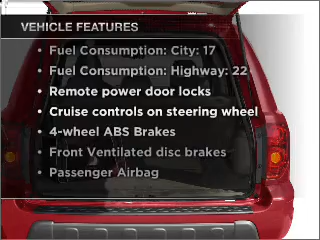 VEHICLE FEATURES
• Fuel Consumption: City: 17
• Fuel Consumption: Highway: 22
• Remote power door locks
• Cruise controls on steering wheel
• 4-wheel ABS Brakes
• Front Ventilated disc brakes
• Passenger Airbag